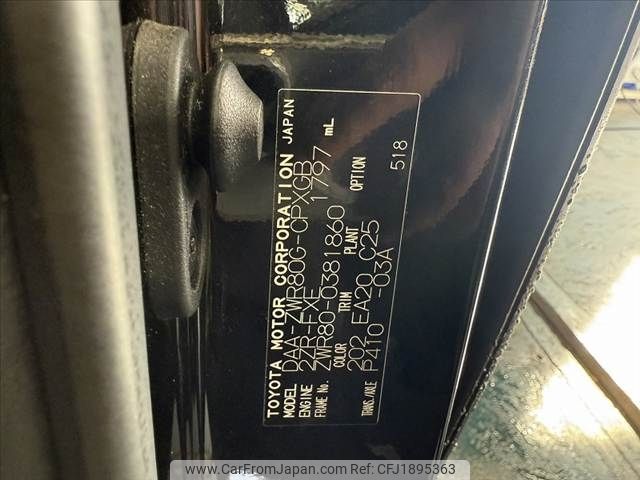 TOYOTA MOTOR CORPORATION JAPAN
MODEL DAA-ZWR80G-CPXGB
ENGINE 2ZR-FXE 1797 mL
FRAME No. ZWR80-0381860
COLOR TRIM PLANT OPTION
202 EA20 C25 518
TRANS./AXLE P410 -03A
www.CarFromJapan.com | Ref. No: CFJ1895363